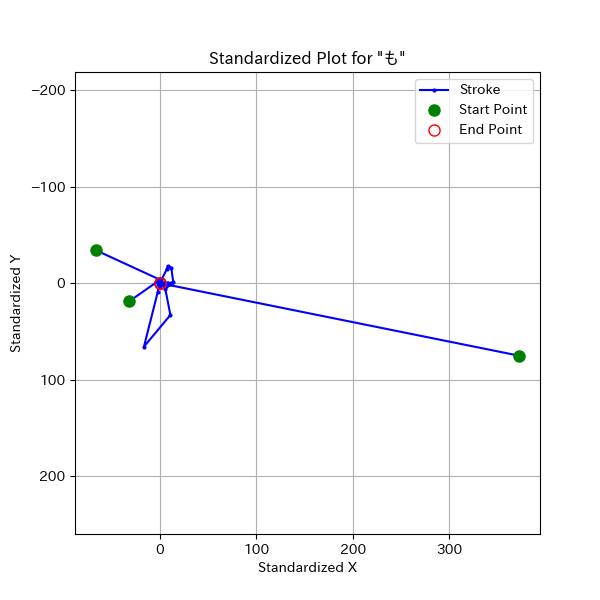 Standardized Plot for "も"
Stroke
Start Point
End Point
Standardized Y
−200
−100
0
100
200
0 100 200 300
Standardized X